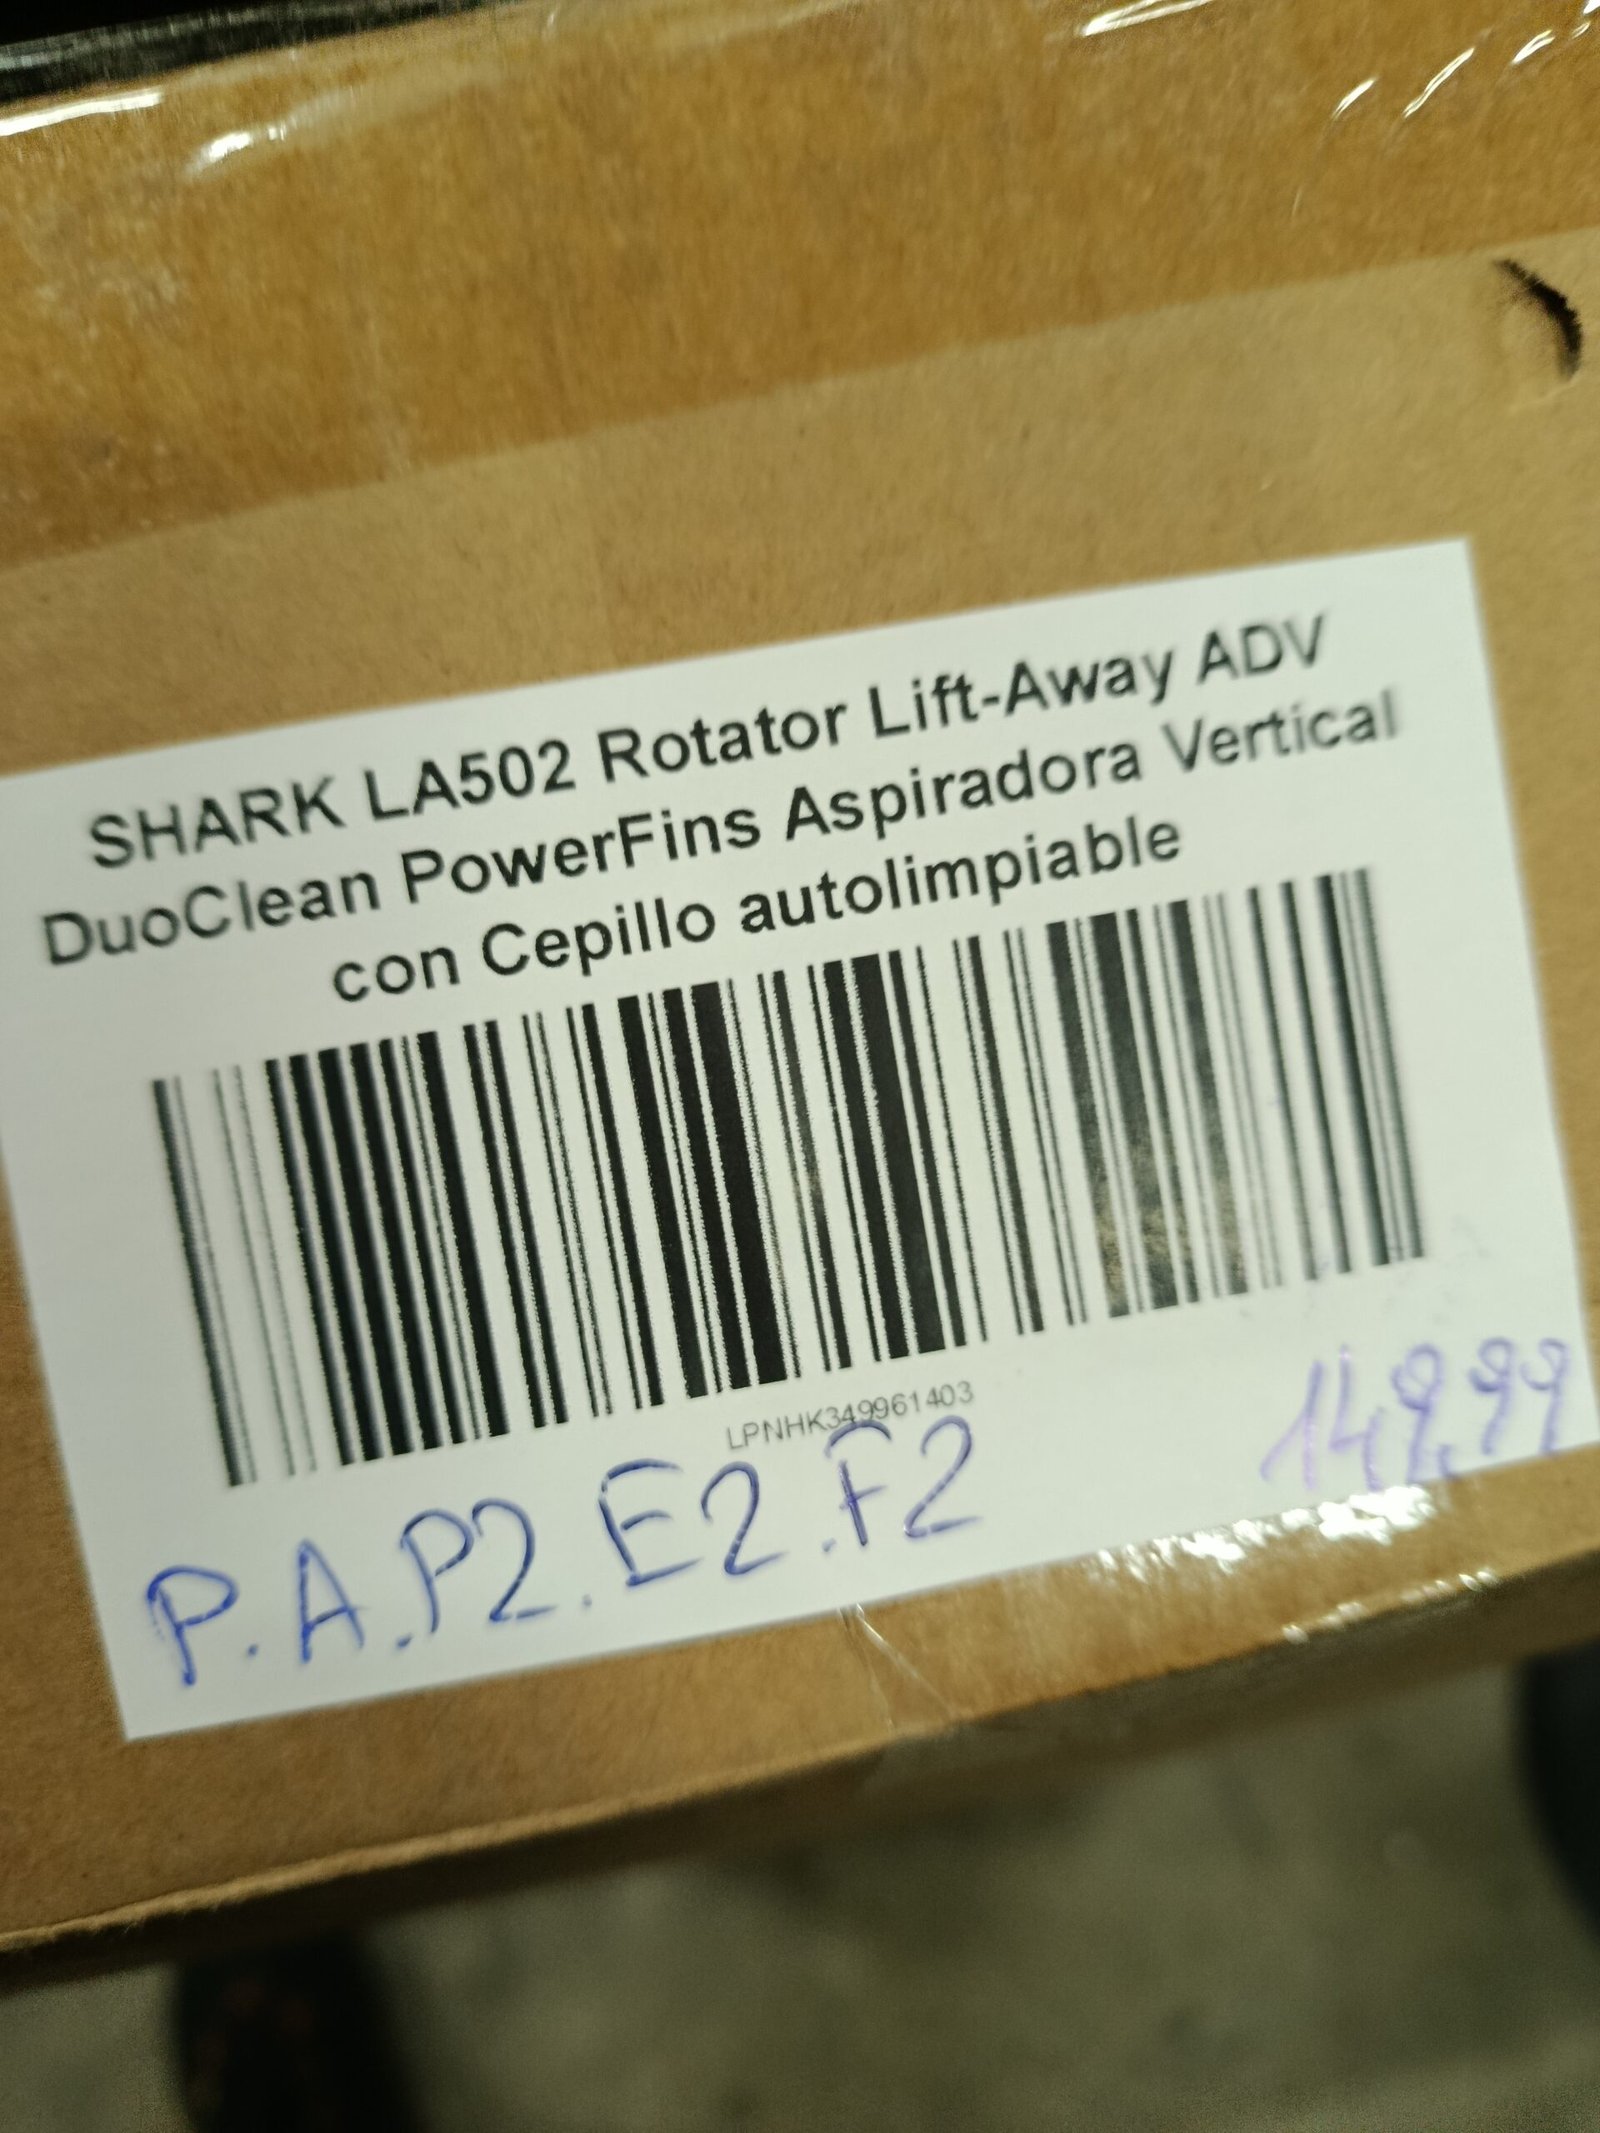 SHARK LA502 Rotator Lift-Away ADV
DuoClean PowerFins Aspiradora Vertical
con Cepillo autolimpiable
LPNHK349961403
P.A.P2.E2.F2
149,99